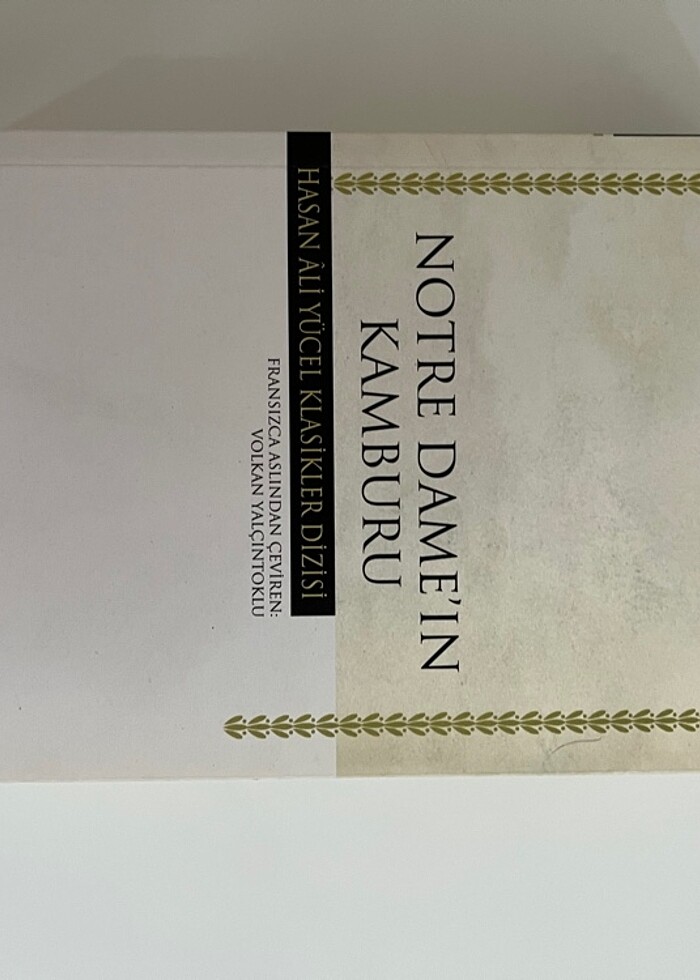 NOTRE DAME'IN
KAMBURU
HASAN ÂLİ YÜCEL KLASİKLER DİZİSİ
FRANSIZCA ASLINDAN ÇEVİREN:
VOLKAN YALÇINTOKLU